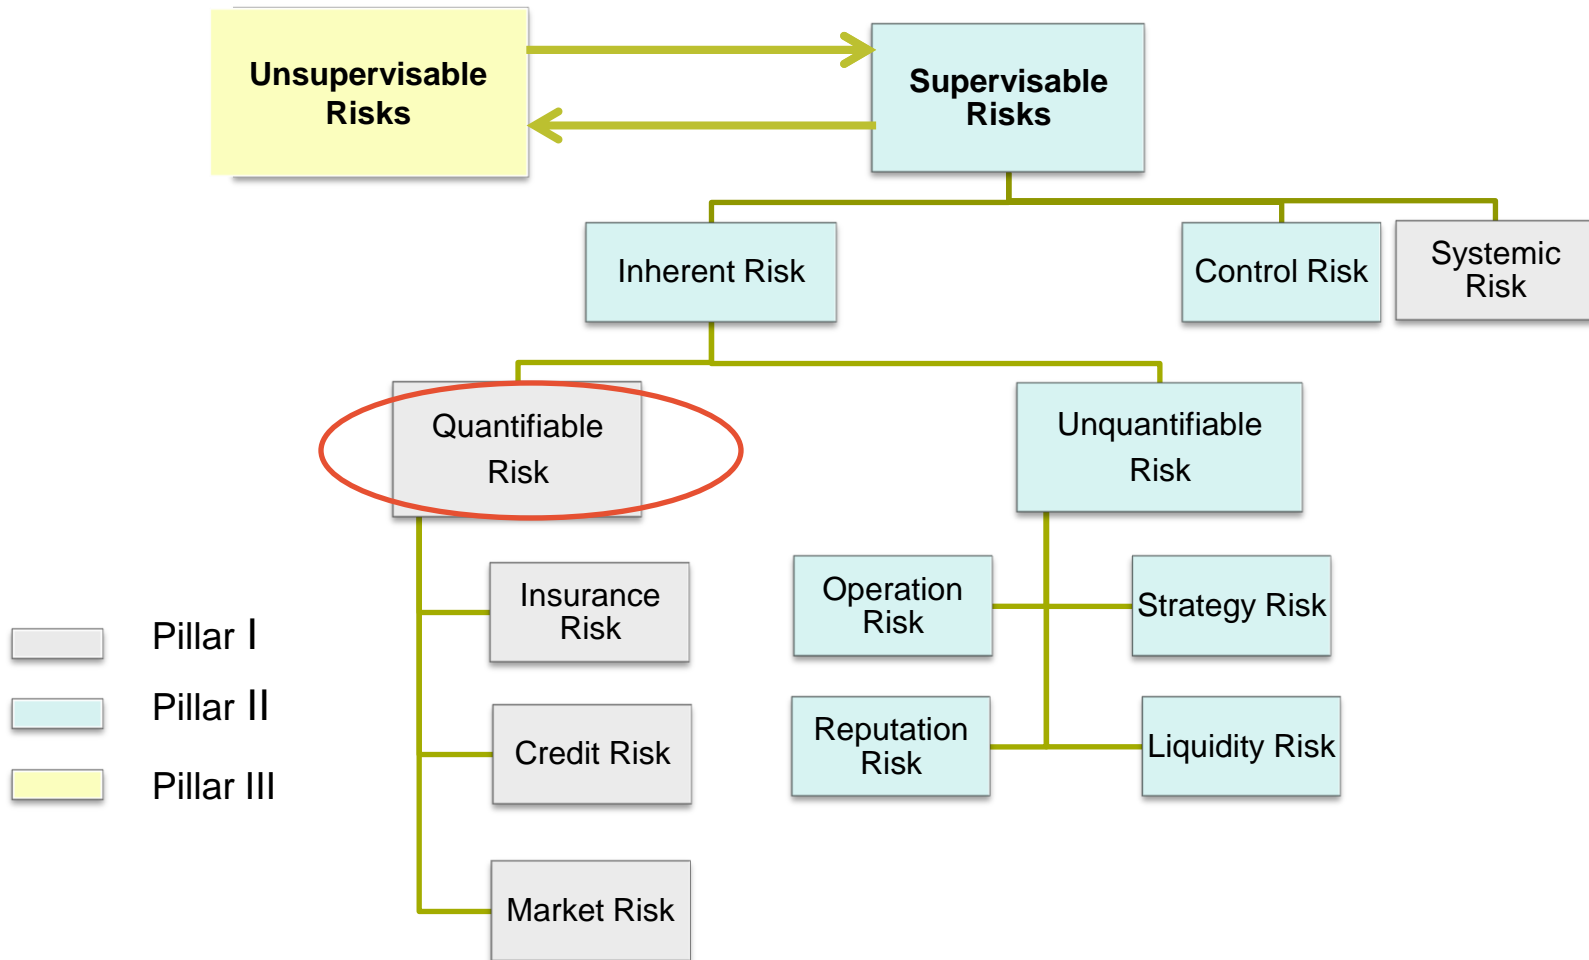 Unsupervisable
Risks
Supervisable
Risks
Inherent Risk
Control Risk
Systemic
Risk
Quantifiable
Risk
Unquantifiable
Risk
Insurance
Risk
Operation
Risk
Strategy Risk
Pillar I
Pillar II
Reputation
Risk
Credit Risk
Liquidity Risk
Pillar III
Market Risk